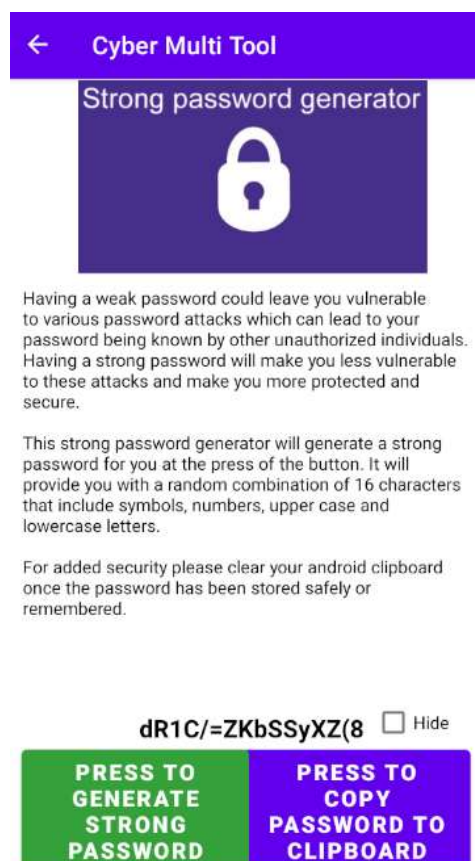 Cyber Multi Tool
Strong password generator
Having a weak password could leave you vulnerable
to various password attacks which can lead to your
password being known by other unauthorized individuals.
Having a strong password will make you less vulnerable
to these attacks and make you more protected and
secure.
This strong password generator will generate a strong
password for you at the press of the button. It will
provide you with a random combination of 16 characters
that include symbols, numbers, upper case and
lowercase letters.
For added security please clear your android clipboard
once the password has been stored safely or
remembered.
dR1C/=ZKbSSyXZ(8 Hide
PRESS TO
GENERATE
STRONG
PASSWORD
PRESS TO
COPY
PASSWORD TO
CLIPBOARD